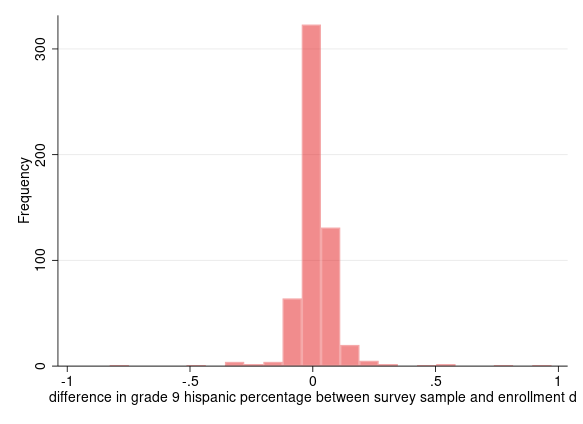 300
200
100
0
Frequency
-1 -.5 0 .5 1
difference in grade 9 hispanic percentage between survey sample and enrollment d